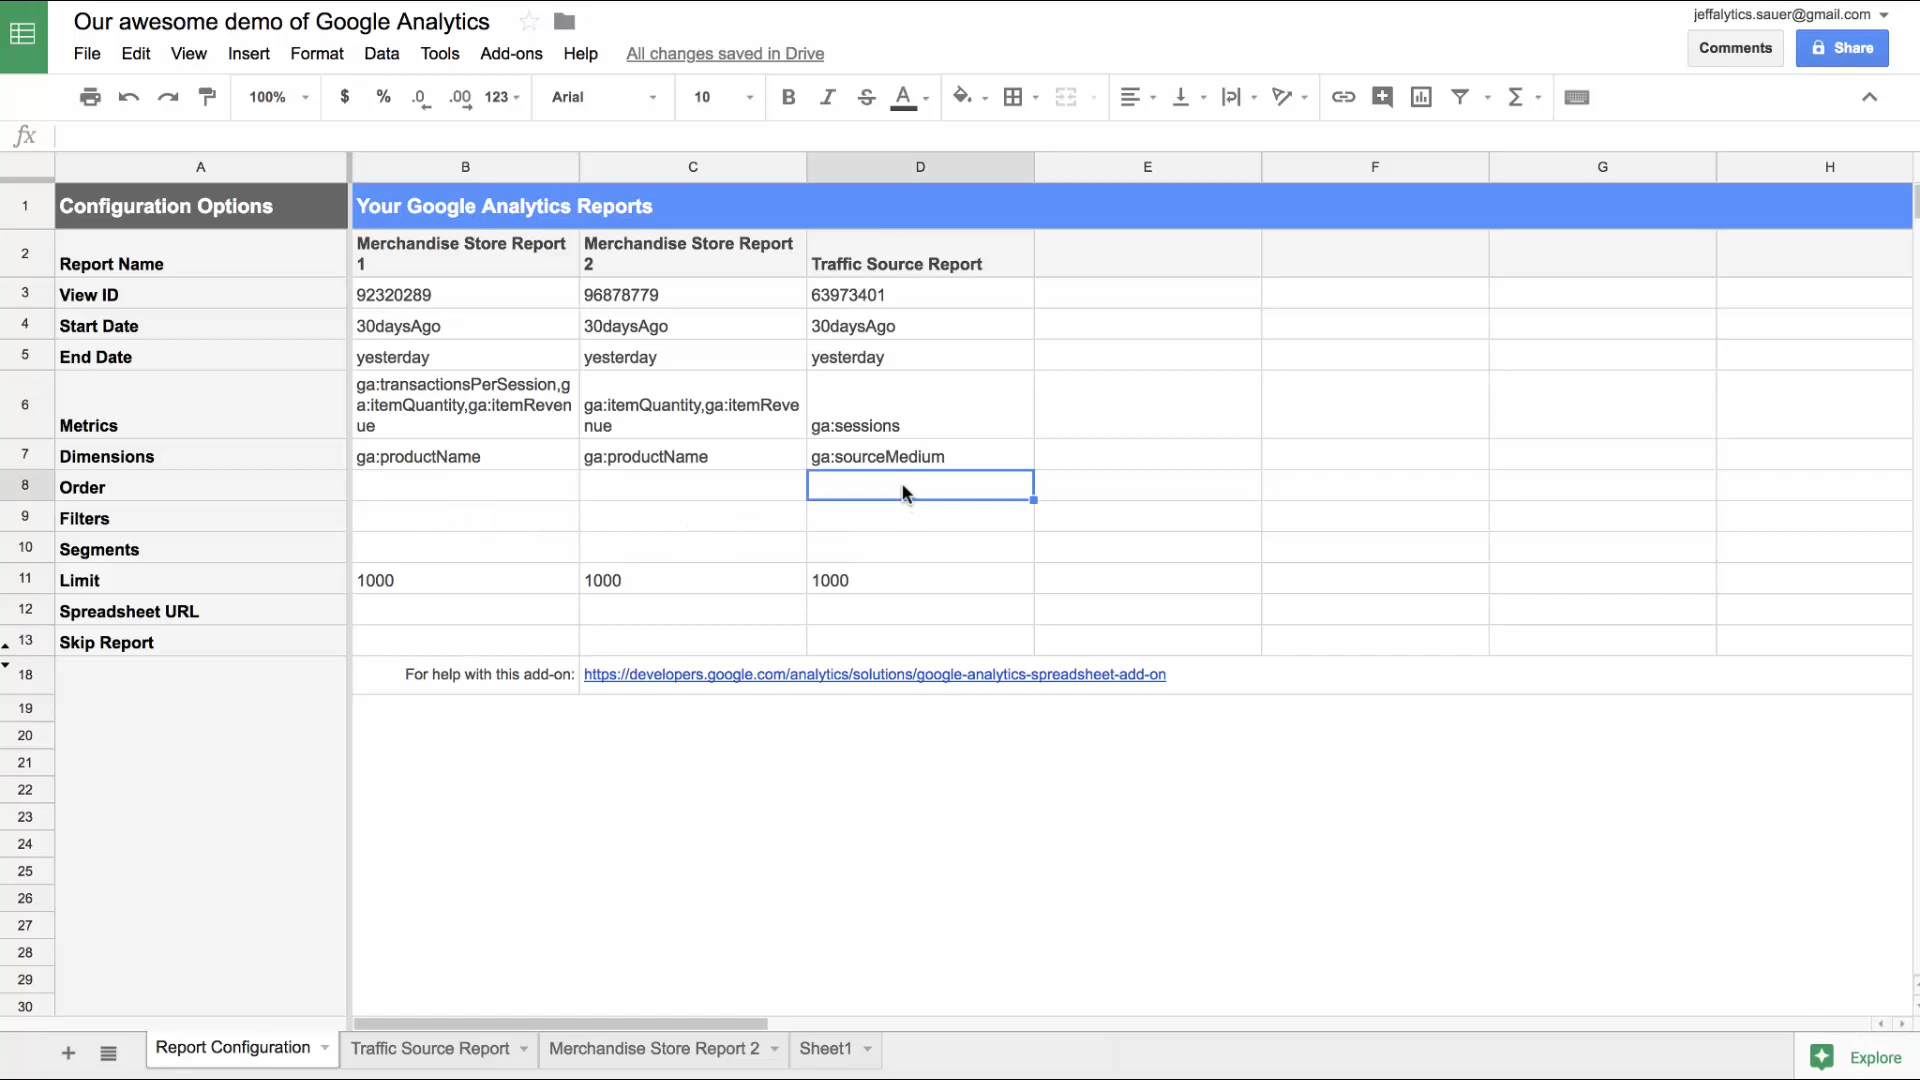 Our awesome demo of Google Analytics
jeffalytics.sauer@gmail.com
File Edit View Insert Format Data Tools Add-ons Help All changes saved in Drive
Comments Share
100% $ % .0 .00 123 Arial 10 B I S A Σ
fx
A B C D E F G H
1 Configuration Options Your Google Analytics Reports
2 Report Name Merchandise Store Report 1 Merchandise Store Report 2 Traffic Source Report
3 View ID 92320289 96878779 63973401
4 Start Date 30daysAgo 30daysAgo 30daysAgo
5 End Date yesterday yesterday yesterday
6 Metrics ga:transactionsPerSession,ga:itemQuantity,ga:itemRevenue ga:itemQuantity,ga:itemRevenue ga:sessions
7 Dimensions ga:productName ga:productName ga:sourceMedium
8 Order
9 Filters
10 Segments
11 Limit 1000 1000 1000
12 Spreadsheet URL
13 Skip Report
18 For help with this add-on: https://developers.google.com/analytics/solutions/google-analytics-spreadsheet-add-on
19
20
21
22
23
24
25
26
27
28
29
30
Report Configuration Traffic Source Report Merchandise Store Report 2 Sheet1 Explore